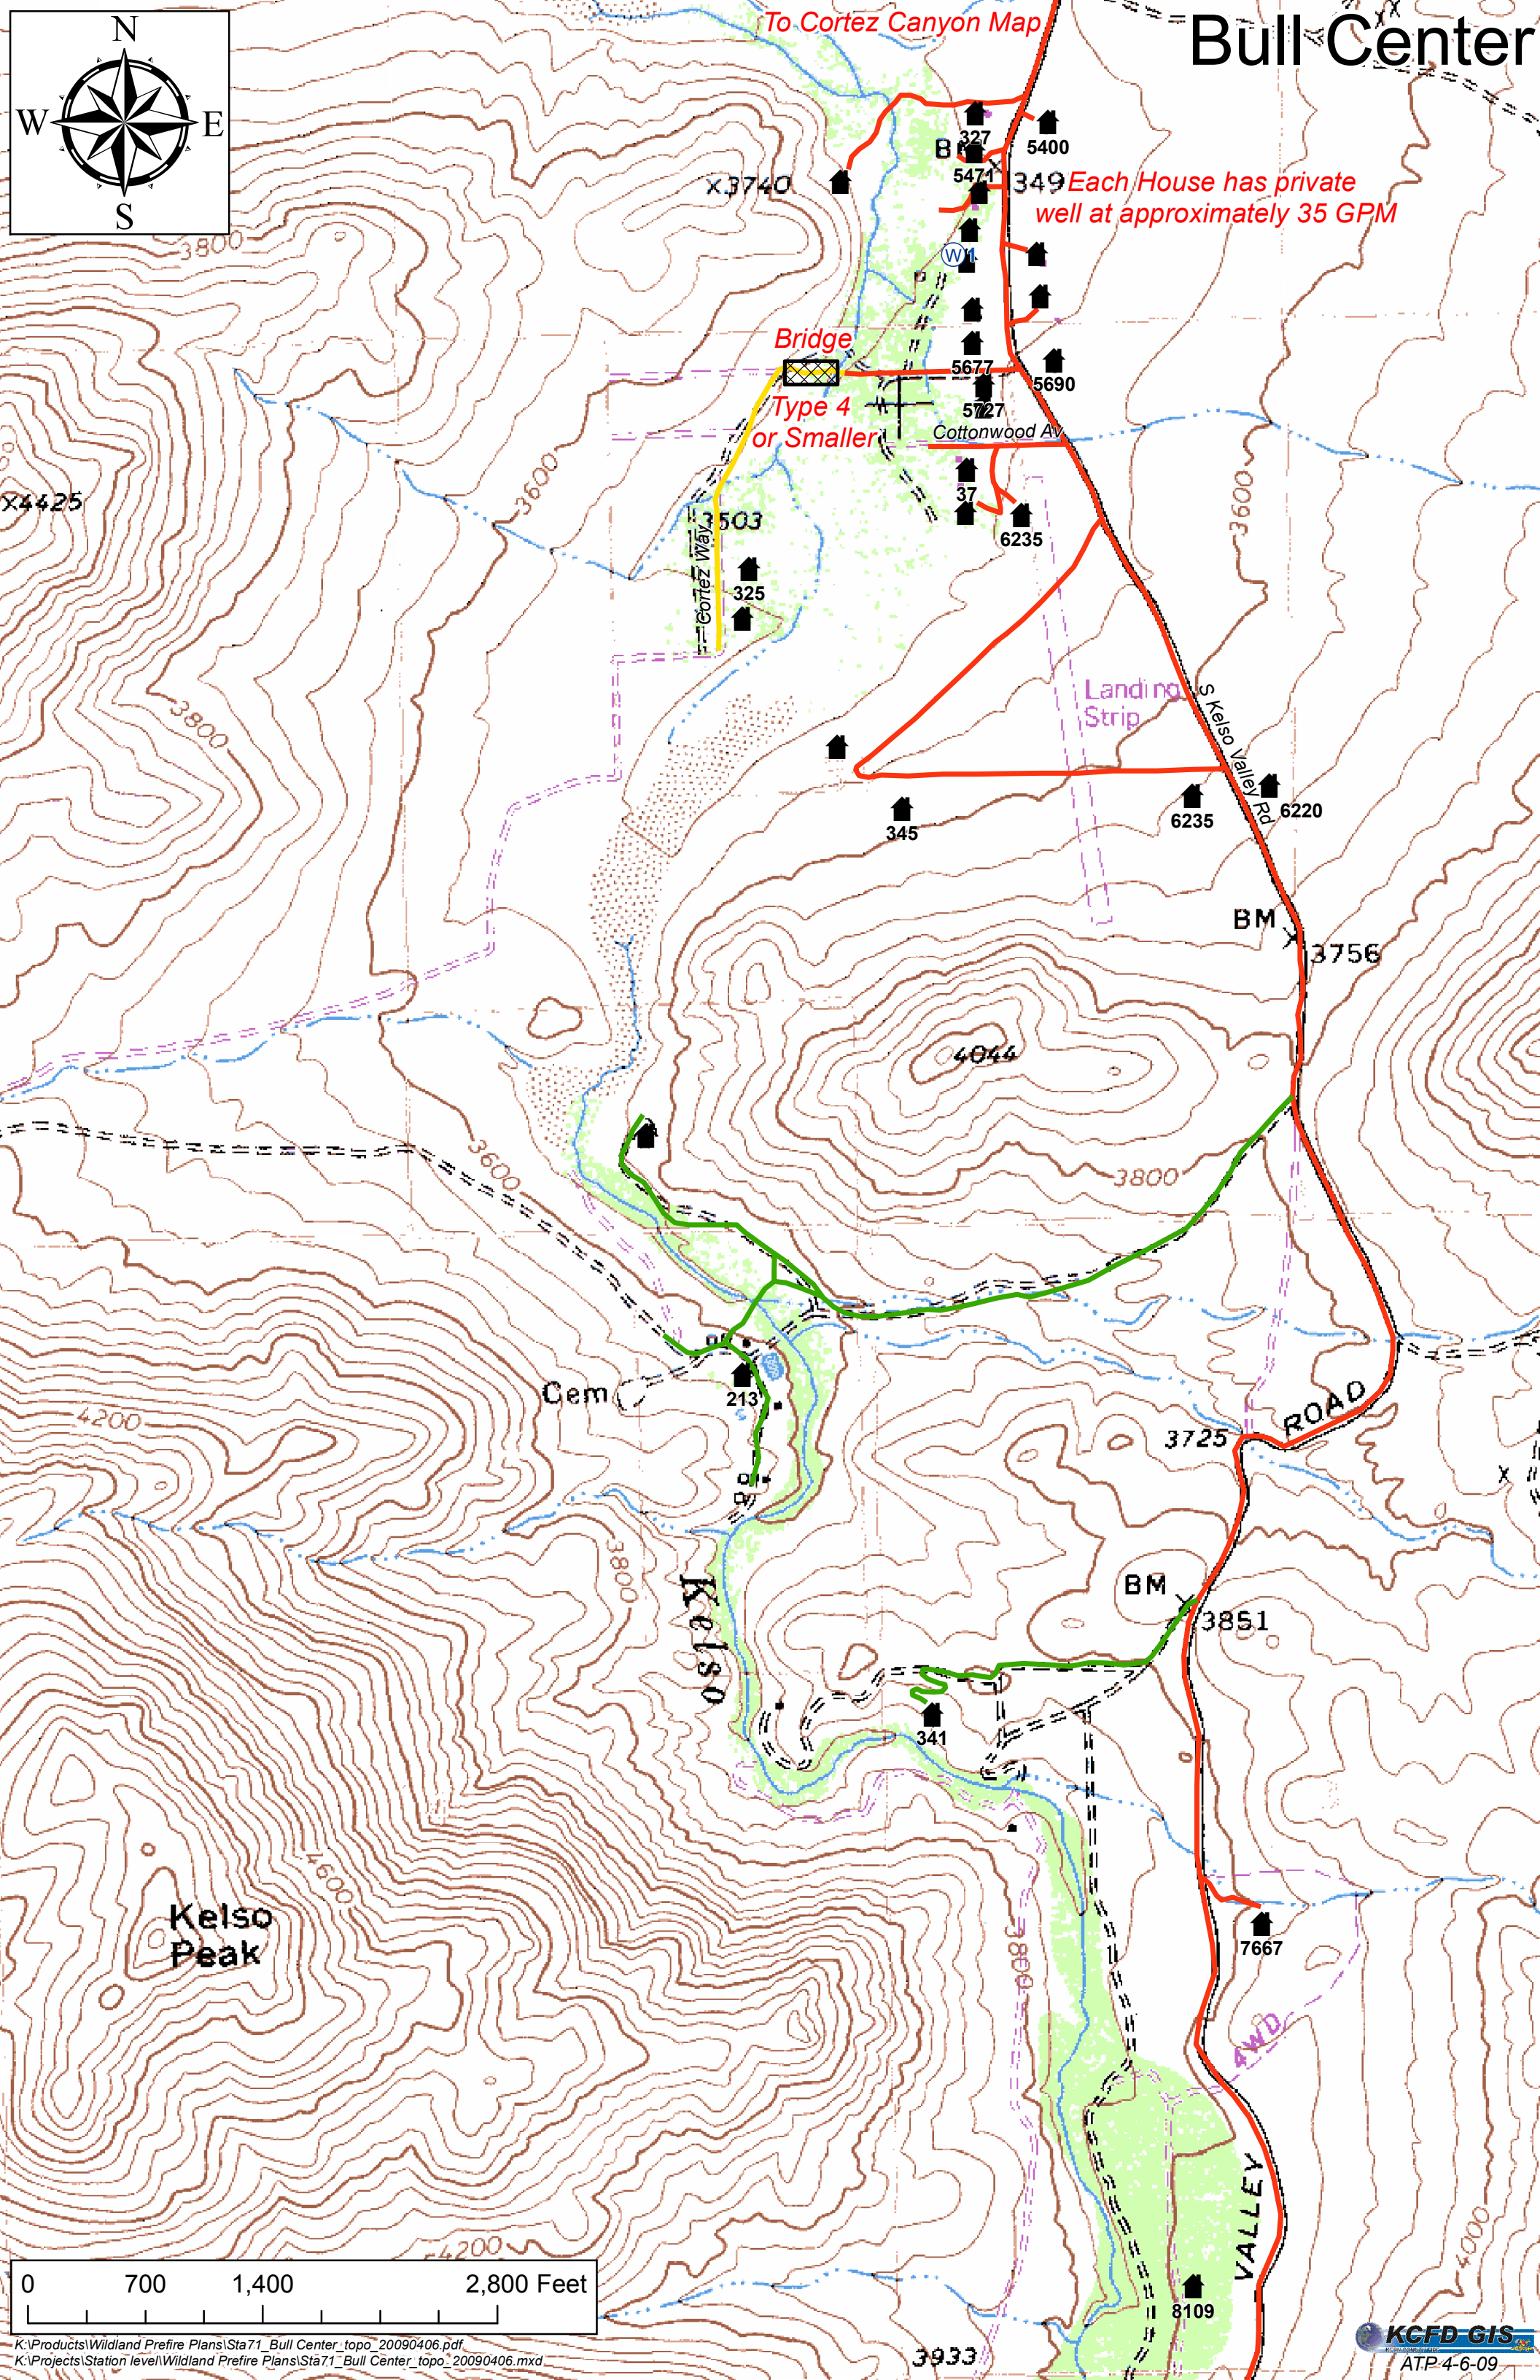 To Cortez Canyon Map
Bull Center
N
W
E
S
327
5400
5471
349
Each House has private
well at approximately 35 GPM
x3740
3800
W 1
Bridge
5677
5690
Type 4
or Smaller
5727
Cottonwood Av
3600
3600
x4425
37
3503
6235
Cortez Way
325
Landing
Strip
S Kelso Valley Rd
3800
345
6235
6220
BM
3756
4044
3600
3800
Cem
213
4200
ROAD
3725
3800
BM
3851
Kelso
341
4600
Kelso
Peak
7667
3800
4WD
VALLEY
4000
4200
0
700
1,400
2,800 Feet
8109
3933
K:\Products\Wildland Prefire Plans\Sta71_Bull Center_topo_20090406.pdf
K:\Projects\Station level\Wildland Prefire Plans\Sta71_Bull Center_topo_20090406.mxd
KCFD GIS
ATP 4-6-09